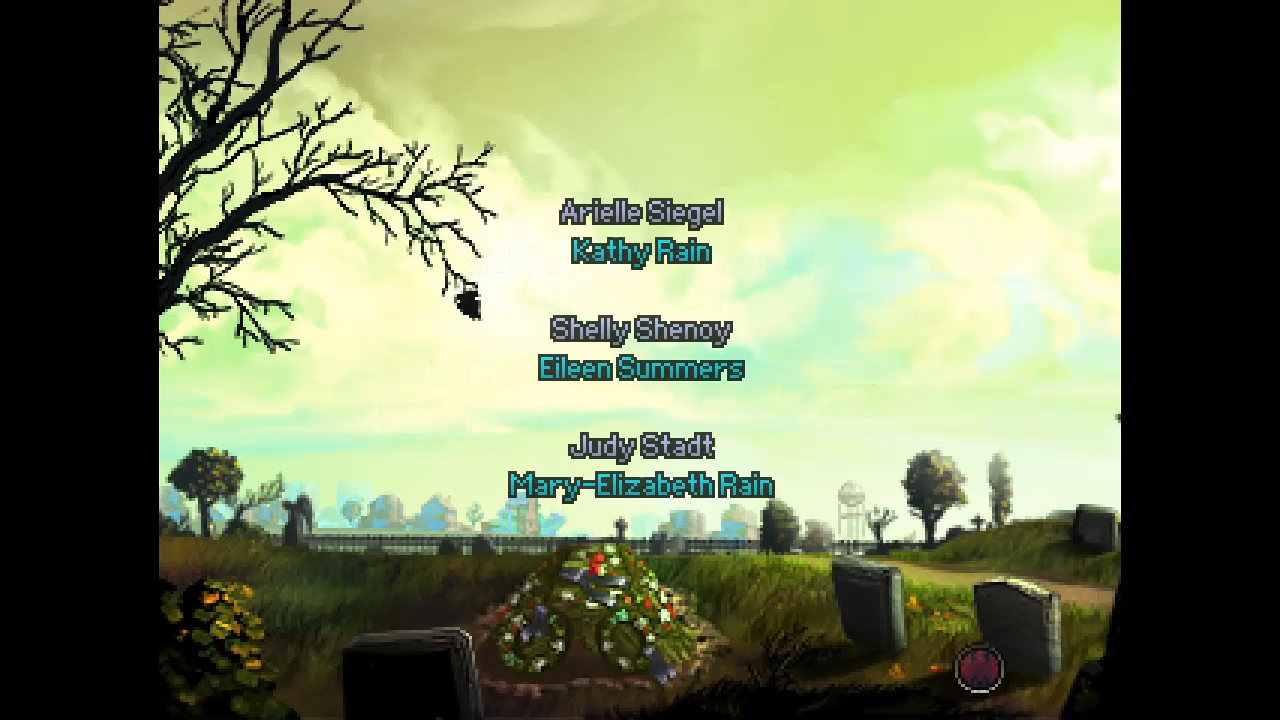 Arielle Siegel
Kathy Rain
Shelly Shenoy
Eileen Summers
Judy Stadt
Mary-Elizabeth Rain